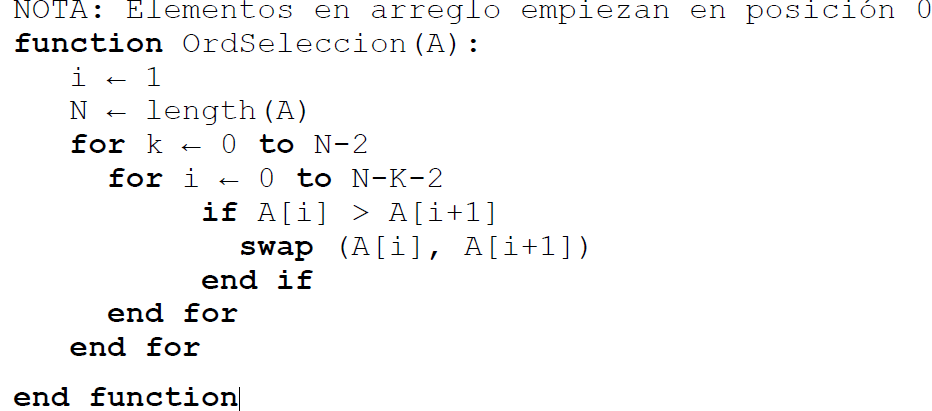 NOTA: Elementos en arreglo empiezan en posición 0
function OrdSeleccion(A):
i ← 1
N ← length(A)
for k ← 0 to N-2
for i ← 0 to N-K-2
if A[i] > A[i+1]
swap (A[i], A[i+1])
end if
end for
end for
end function